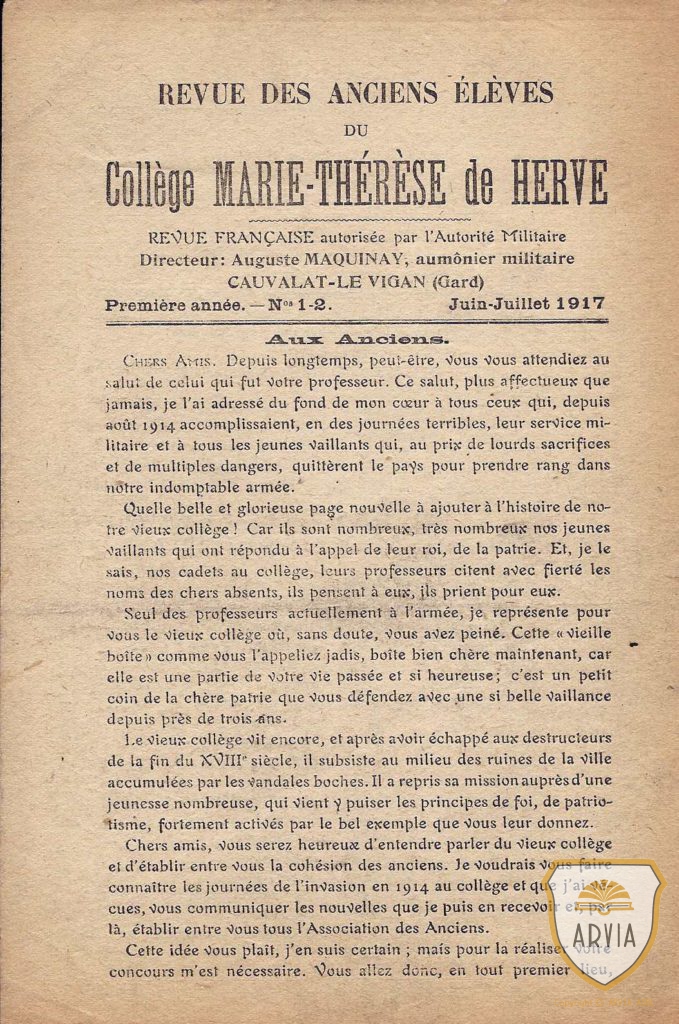 REVUE DES ANCIENS ÉLÈVES
DU
Collège MARIE-THÉRÈSE de HERVE
REVUE FRANÇAISE autorisée par l'Autorité Militaire
Directeur: Auguste MAQUINAY, aumônier militaire
CAUVALAT-LE VIGAN (Gard)
Première année. — Nos 1-2. Juin-Juillet 1917
Aux Anciens.
CHERS AMIS. Depuis longtemps, peut-être, vous vous attendiez au
salut de celui qui fut votre professeur. Ce salut, plus affectueux que
jamais, je l'ai adressé du fond de mon cœur à tous ceux qui, depuis
août 1914 accomplissaient, en des journées terribles, leur service mi-
litaire et à tous les jeunes vaillants qui, au prix de lourds sacrifices
et de multiples dangers, quittèrent le pays pour prendre rang dans
notre indomptable armée.
Quelle belle et glorieuse page nouvelle à ajouter à l'histoire de no-
tre vieux collège ! Car ils sont nombreux, très nombreux nos jeunes
vaillants qui ont répondu à l'appel de leur roi, de la patrie. Et, je le
sais, nos cadets au collège, leurs professeurs citent avec fierté les
noms des chers absents, ils pensent à eux, ils prient pour eux.
Seul des professeurs actuellement à l'armée, je représente pour
vous le vieux collège où, sans doute, vous avez peiné. Cette « vieille
boîte » comme vous l'appeliez jadis, boîte bien chère maintenant, car
elle est une partie de votre vie passée et si heureuse ; c'est un petit
coin de la chère patrie que vous défendez avec une si belle vaillance
depuis près de trois ans.
Le vieux collège vit encore, et après avoir échappé aux destructeurs
de la fin du XVIIIe siècle, il subsiste au milieu des ruines de la ville
accumulées par les vandales boches. Il a repris sa mission auprès d'une
jeunesse nombreuse, qui vient y puiser les principes de foi, de patrio-
tisme, fortement activés par le bel exemple que vous leur donnez.
Chers amis, vous serez heureux d'entendre parler du vieux collège
et d'établir entre vous la cohésion des anciens. Je voudrais vous faire
connaître les journées de l'invasion en 1914 au collège et que j'ai vé-
cues, vous communiquer les nouvelles que je puis en recevoir et, par
là, établir entre vous tous l'Association des Anciens.
Cette idée vous plaît, j'en suis certain ; mais pour la réaliser votre
concours m'est nécessaire. Vous allez donc, en tout premier lieu,
ARVIA